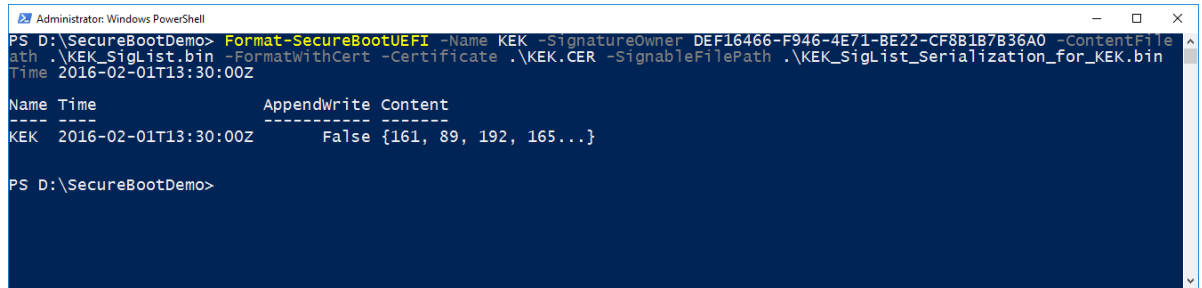 Administrator: Windows PowerShell
PS D:\SecureBootDemo> Format-SecureBootUEFI -Name KEK -SignatureOwner DEF16466-F946-4E71-BE22-CF8B1B7B36A0 -ContentFile
ath .\KEK_SigList.bin -FormatWithCert -Certificate .\KEK.CER -SignableFilePath .\KEK_SigList_Serialization_for_KEK.bin
Time 2016-02-01T13:30:00Z
Name Time AppendWrite Content
---- ---- ----------- -------
KEK 2016-02-01T13:30:00Z False {161, 89, 192, 165...}
PS D:\SecureBootDemo>